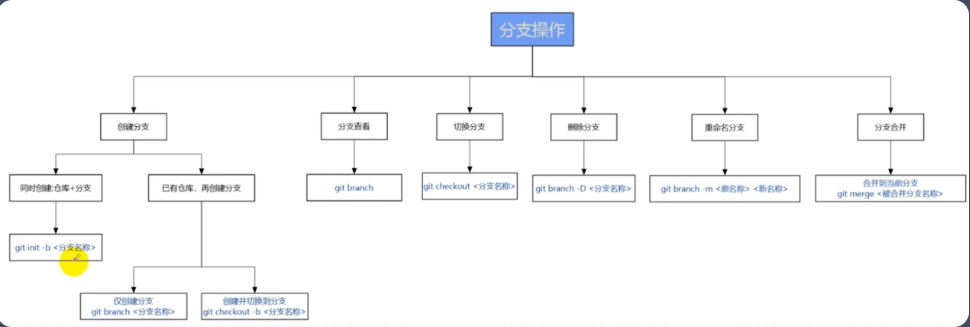 分支操作
创建分支
分支查看
切换分支
删除分支
重命名分支
分支合并
同时创建:仓库+分支
已有仓库，再创建分支
git branch
git checkout <分支名称>
git branch -D <分支名称>
git branch -m <原名称> <新名称>
合并到当前分支
git merge <被合并分支名称>
git init -b <分支名称>
仅创建分支
git branch <分支名称>
创建并切换到分支
git checkout -b <分支名称>